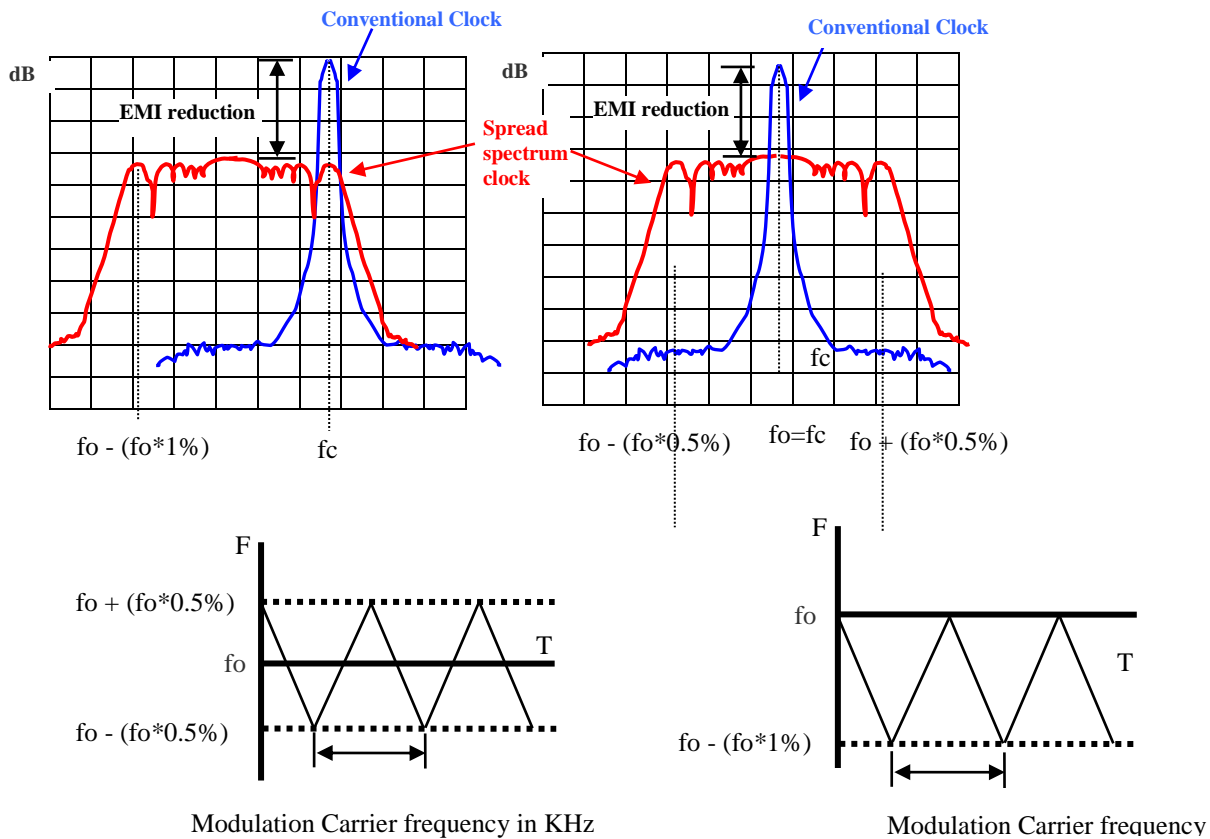 Conventional Clock
dB
EMI reduction
fo - (fo*1%)
fc
Spread
spectrum
clock
Conventional Clock
dB
EMI reduction
fc
fo - (fo*0.5%)
fo=fc
fo + (fo*0.5%)
F
fo + (fo*0.5%)
fo
T
fo - (fo*0.5%)
Modulation Carrier frequency in KHz
F
fo
T
fo - (fo*1%)
Modulation Carrier frequency